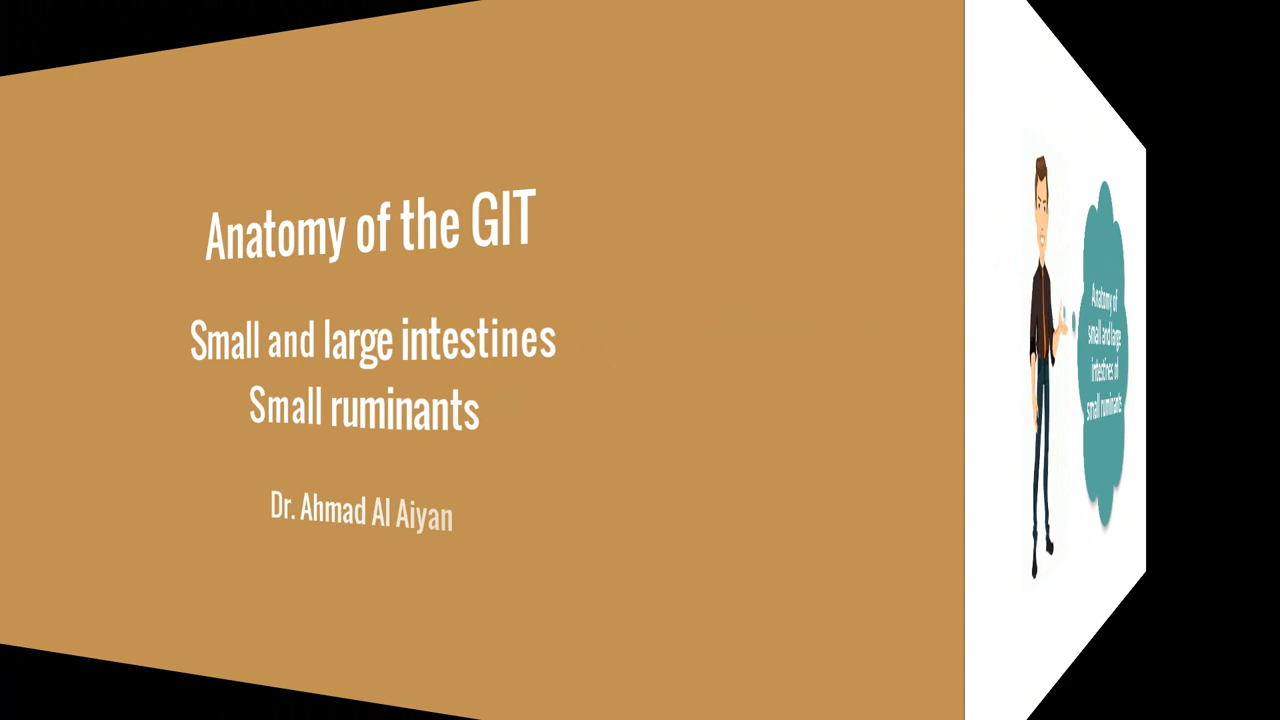 Anatomy of the GIT
Small and large intestines
Small ruminants
Dr. Ahmad Al Aiyan
Anatomy of
small and large
intestines of
small ruminants